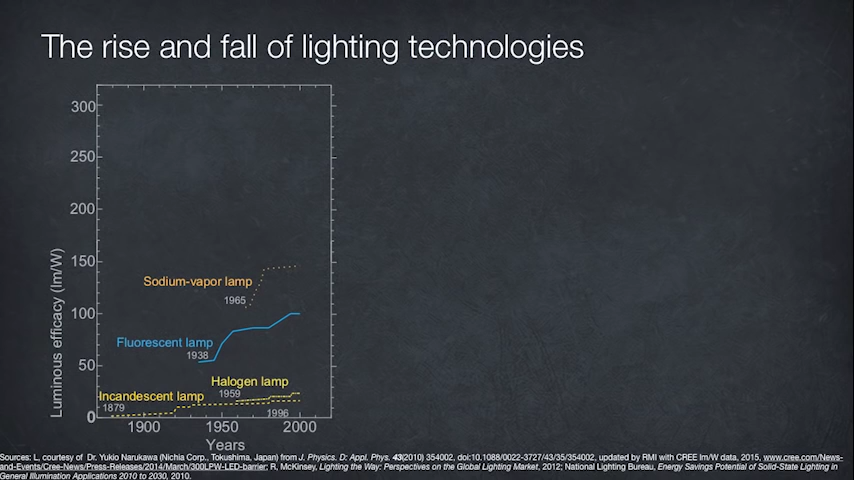 The rise and fall of lighting technologies
300
250
200
150
100
50
0
Luminous efficacy (lm/W)
Sodium-vapor lamp
1965
Fluorescent lamp
1938
Halogen lamp
1959
Incandescent lamp
1879
1996
1900 1950 2000
Years
Sources: L, courtesy of Dr. Yukio Narukawa (Nichia Corp., Tokushima, Japan) from J. Physics. D: Appl. Phys. 43(2010) 354002, doi:10.1088/0022-3727/43/35/354002, updated by RMI with CREE lm/W data, 2015, www.cree.com/News-
and-Events/Cree-News/Press-Releases/2014/March/300LPW-LED-barrier; R, McKinsey, Lighting the Way: Perspectives on the Global Lighting Market, 2012; National Lighting Bureau, Energy Savings Potential of Solid-State Lighting in
General Illumination Applications 2010 to 2030, 2010.